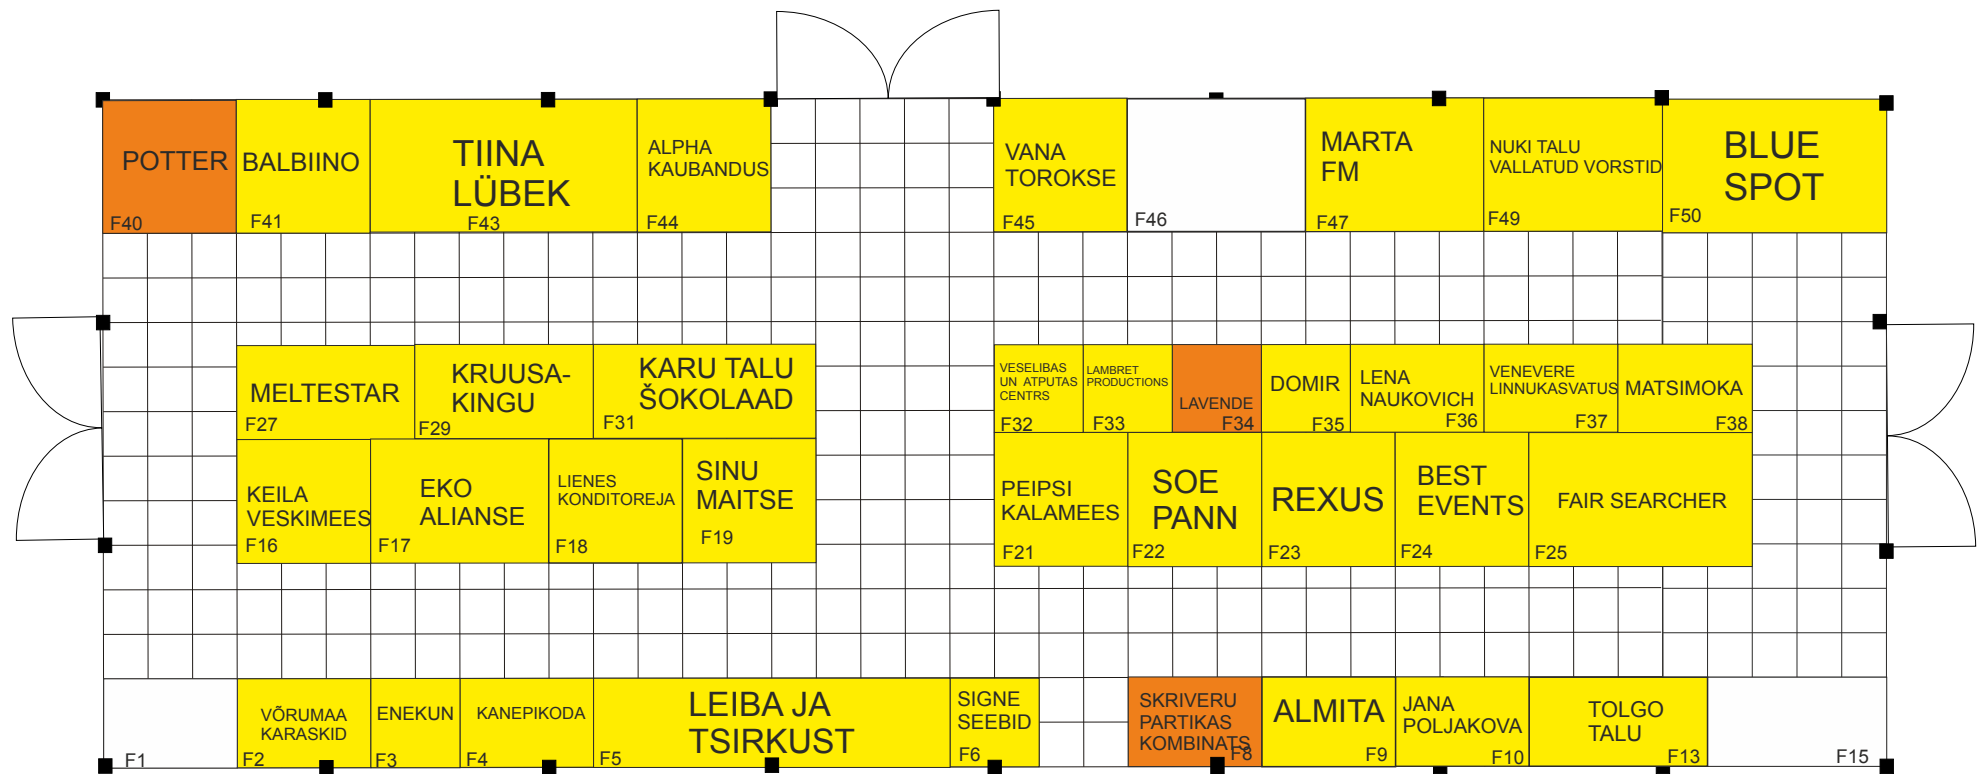 POTTER
F40
BALBIINO
F41
TIINA
LÜBEK
F43
ALPHA
KAUBANDUS
F44
VANA
TOROKSE
F45
F46
MARTA
FM
F47
NUKI TALU
VALLATUD VORSTID
F49
BLUE
SPOT
F50
MELTESTAR
F27
KRUUSA-
KINGU
F29
KARU TALU
ŠOKOLAAD
F31
VESELIBAS
UN ATPUTAS
CENTRS
F32
LAMBRET
PRODUCTIONS
F33
LAVENDE
F34
DOMIR
F35
LENA
NAUKOVICH
F36
VENEVERE
LINNUKASVATUS
F37
MATSIMOKA
F38
KEILA
VESKIMEES
F16
EKO
ALIANSE
F17
LIENES
KONDITOREJA
F18
SINU
MAITSE
F19
PEIPSI
KALAMEES
F21
SOE
PANN
F22
REXUS
F23
BEST
EVENTS
F24
FAIR SEARCHER
F25
F1
VÕRUMAA
KARASKID
F2
ENEKUN
F3
KANEPIKODA
F4
LEIBA JA
TSIRKUST
F5
SIGNE
SEEBID
F6
SKRIVERU
PARTIKAS
KOMBINATS
F8
ALMITA
F9
JANA
POLJAKOVA
F10
TOLGO
TALU
F13
F15